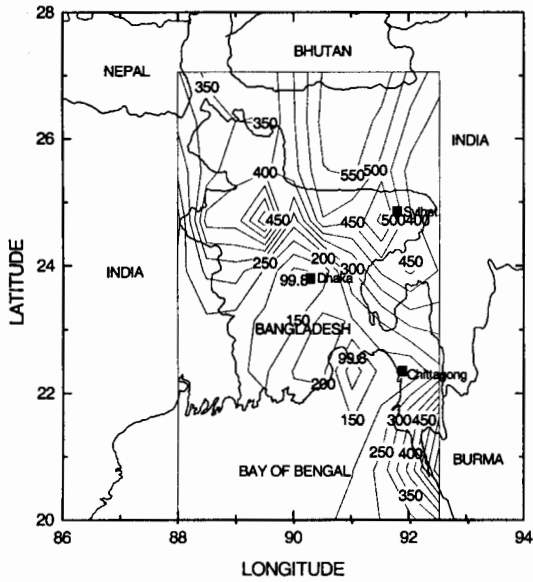 28
BHUTAN
NEPAL
350
26
350
INDIA
400
550 500
450
450
Sylhet
500 400
450
250
200
300
24
INDIA
99.8
Dhaka
150
BANGLADESH
99.8
200
Chittagong
22
150
300 450
250
400
BURMA
BAY OF BENGAL
350
20
86
88
90
92
94
LATITUDE
LONGITUDE